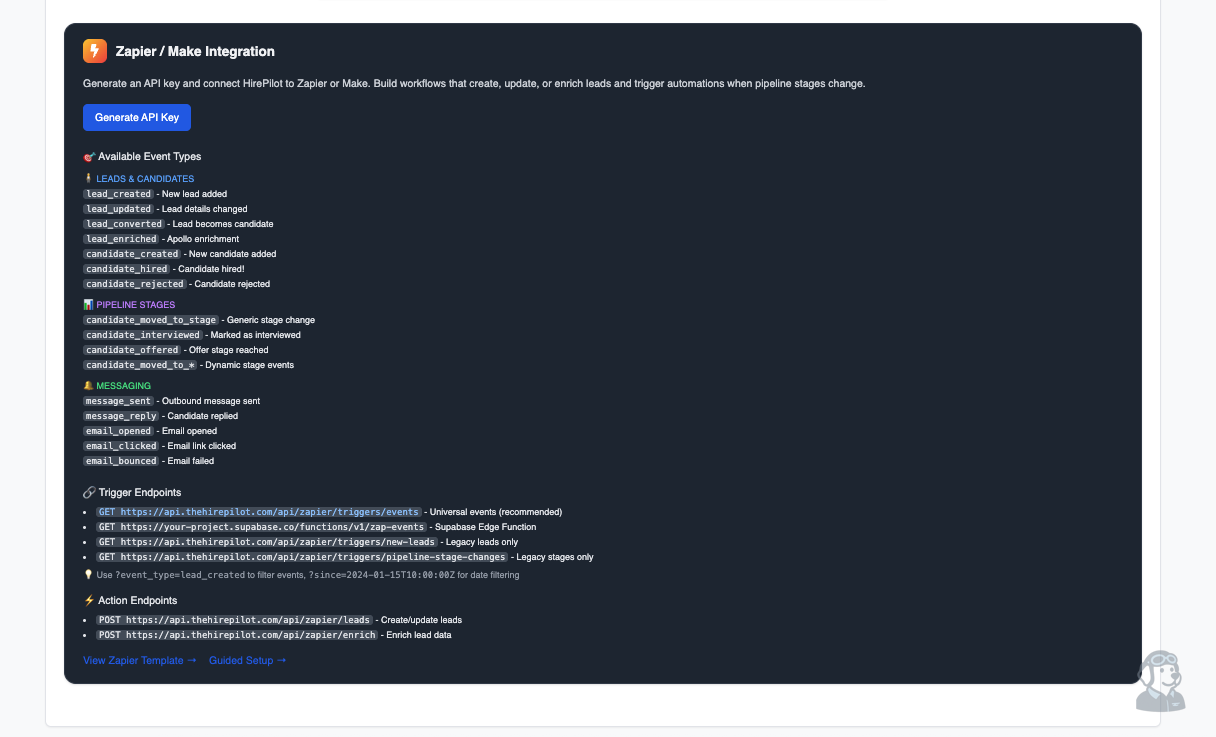 Zapier / Make Integration
Generate an API key and connect HirePilot to Zapier or Make. Build workflows that create, update, or enrich leads and trigger automations when pipeline stages change.
Generate API Key
🎯 Available Event Types
🧍 LEADS & CANDIDATES
lead_created - New lead added
lead_updated - Lead details changed
lead_converted - Lead becomes candidate
lead_enriched - Apollo enrichment
candidate_created - New candidate added
candidate_hired - Candidate hired!
candidate_rejected - Candidate rejected
📊 PIPELINE STAGES
candidate_moved_to_stage - Generic stage change
candidate_interviewed - Marked as interviewed
candidate_offered - Offer stage reached
candidate_moved_to_* - Dynamic stage events
🔔 MESSAGING
message_sent - Outbound message sent
message_reply - Candidate replied
email_opened - Email opened
email_clicked - Email link clicked
email_bounced - Email failed
🔗 Trigger Endpoints
• GET https://api.thehirepilot.com/api/zapier/triggers/events - Universal events (recommended)
• GET https://your-project.supabase.co/functions/v1/zap-events - Supabase Edge Function
• GET https://api.thehirepilot.com/api/zapier/triggers/new-leads - Legacy leads only
• GET https://api.thehirepilot.com/api/zapier/triggers/pipeline-stage-changes - Legacy stages only
💡 Use ?event_type=lead_created to filter events, ?since=2024-01-15T10:00:00Z for date filtering
⚡ Action Endpoints
• POST https://api.thehirepilot.com/api/zapier/leads - Create/update leads
• POST https://api.thehirepilot.com/api/zapier/enrich - Enrich lead data
View Zapier Template → Guided Setup →